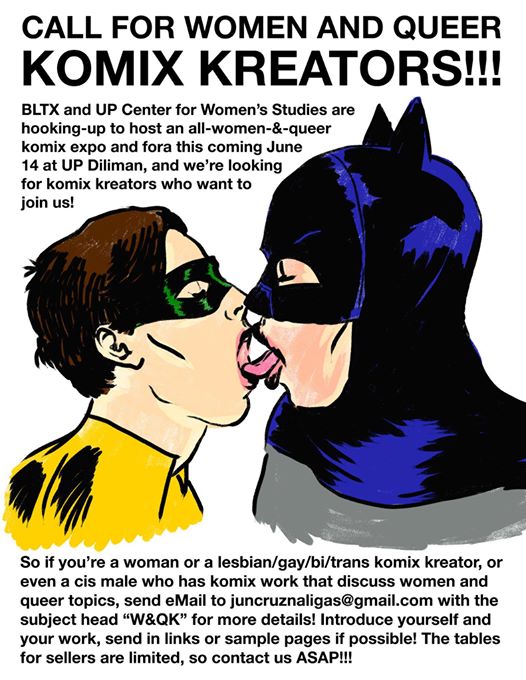 CALL FOR WOMEN AND QUEER
KOMIX KREATORS!!!
BLTX and UP Center for Women's Studies are
hooking-up to host an all-women-&-queer
komix expo and fora this coming June
14 at UP Diliman, and we're looking
for komix kreators who want to
join us!
So if you're a woman or a lesbian/gay/bi/trans komix kreator, or
even a cis male who has komix work that discuss women and
queer topics, send eMail to juncruznaligas@gmail.com with the
subject head “W&QK” for more details! Introduce yourself and
your work, send in links or sample pages if possible! The tables
for sellers are limited, so contact us ASAP!!!